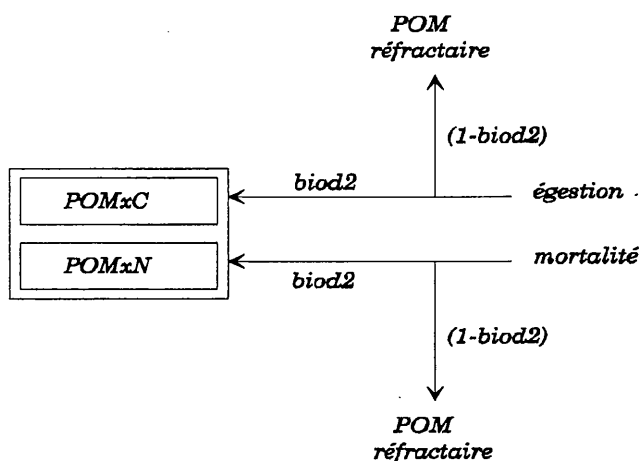 POM
réfractaire
(1-biod2)
biod2
égestion
POMxC
POMxN
mortalité
biod2
(1-biod2)
POM
réfractaire